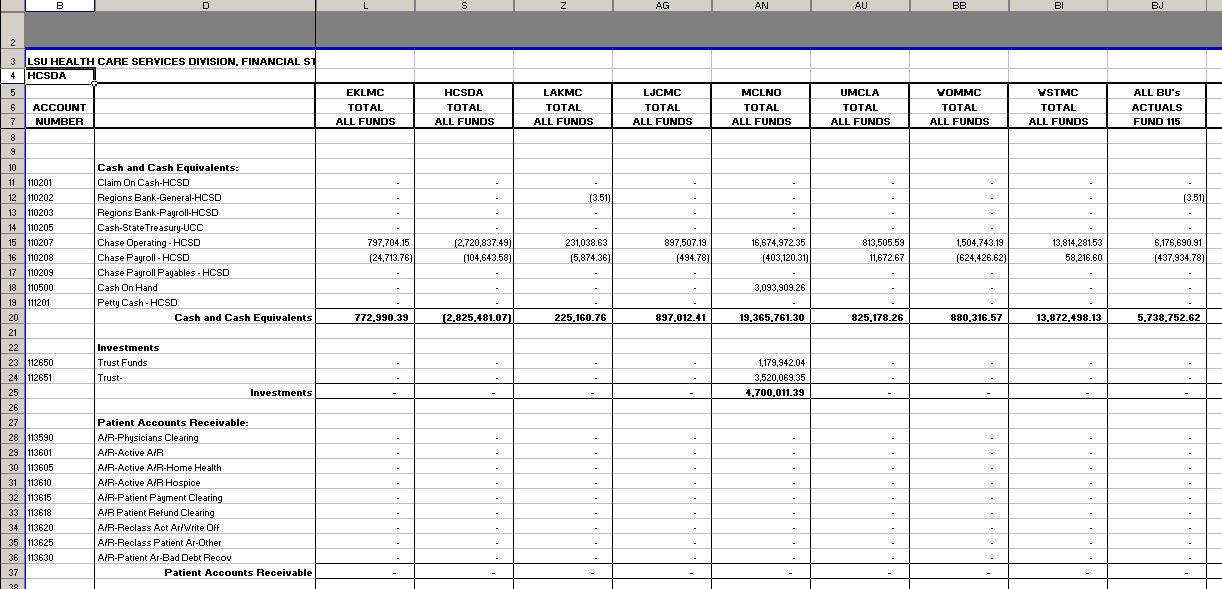 B D L S Z AG AN AU BB BI BJ
2
3 LSU HEALTH CARE SERVICES DIVISION, FINANCIAL ST
4 HCSDA
5 EKLMC HCSDA LAKMC LJCMC MCLNO UMCLA WOMMC WSTMC ALL BU's
6 ACCOUNT TOTAL TOTAL TOTAL TOTAL TOTAL TOTAL TOTAL TOTAL ACTUALS
7 NUMBER ALL FUNDS ALL FUNDS ALL FUNDS ALL FUNDS ALL FUNDS ALL FUNDS ALL FUNDS ALL FUNDS FUND 115
8
9
10 Cash and Cash Equivalents:
11 110201 Claim On Cash-HCSD - - - - - - - - -
12 110202 Regions Bank-General-HCSD - - (3.51) - - - - - (3.51)
13 110203 Regions Bank-Payroll-HCSD - - - - - - - - -
14 110205 Cash-StateTreasury-UCC - - - - - - - - -
15 110207 Chase Operating - HCSD 797,704.15 (2,720,837.49) 231,038.63 897,507.19 16,674,972.35 813,505.59 1,504,743.19 13,814,281.53 6,176,690.91
16 110208 Chase Payroll - HCSD (24,713.76) (104,643.58) (5,874.36) (494.78) (403,120.31) 11,672.67 (624,426.62) 58,216.60 (437,934.78)
17 110209 Chase Payroll Payables - HCSD - - - - - - - - -
18 110500 Cash On Hand - - - - 3,093,909.26 - - - -
19 111201 Petty Cash - HCSD - - - - - - - - -
20 Cash and Cash Equivalents 772,990.39 (2,825,481.07) 225,160.76 897,012.41 19,365,761.30 825,178.26 880,316.57 13,872,498.13 5,738,752.62
21
22 Investments
23 112650 Trust Funds - - - - 1,179,942.04 - - - -
24 112651 Trust- - - - - 3,520,069.35 - - - -
25 Investments - - - - 4,700,011.39 - - - -
26
27 Patient Accounts Receivable:
28 113590 A/R-Physicians Clearing - - - - - - - - -
29 113601 A/R-Active A/R - - - - - - - - -
30 113605 A/R-Active A/R-Home Health - - - - - - - - -
31 113610 A/R-Active A/R Hospice - - - - - - - - -
32 113615 A/R-Patient Payment Clearing - - - - - - - - -
33 113618 A/R Patient Refund Clearing - - - - - - - - -
34 113620 A/R-Reclass Act Ar/Write Off - - - - - - - - -
35 113625 A/R-Reclass Patient Ar-Other - - - - - - - - -
36 113630 A/R-Patient Ar-Bad Debt Recov - - - - - - - - -
37 Patient Accounts Receivable - - - - - - - - -
38